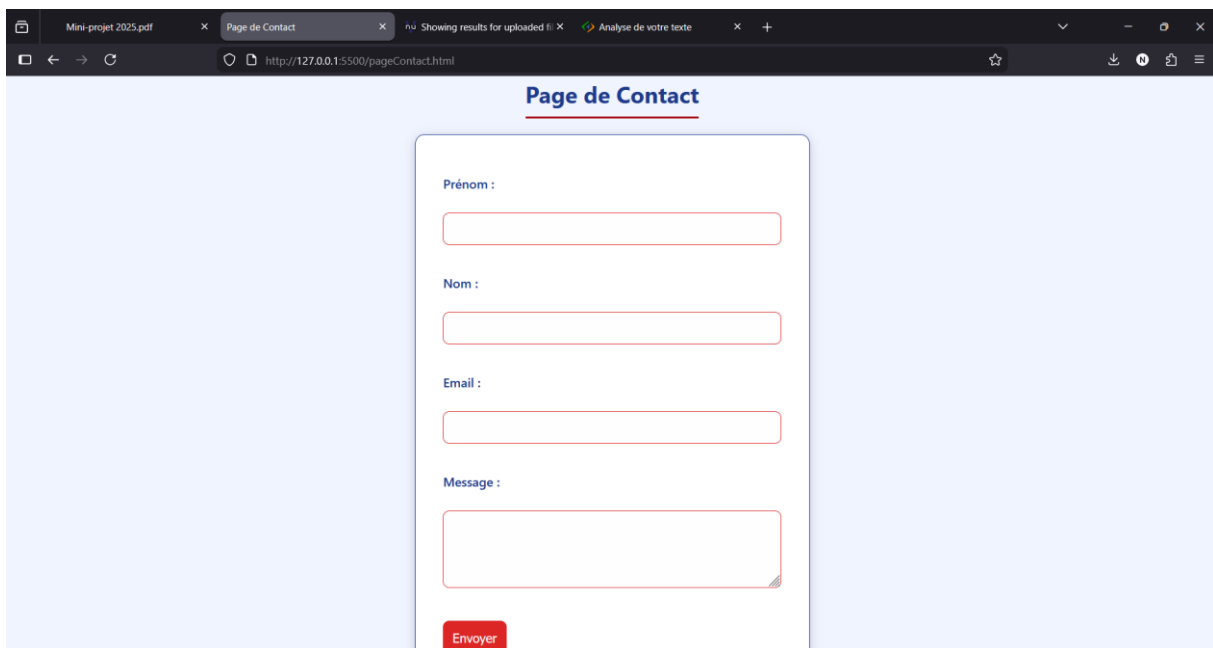 Mini-projet 2025.pdf
Page de Contact
Showing results for uploaded fi
Analyse de votre texte
http://127.0.0.1:5500/pageContact.html
N
Page de Contact
Prénom :
Nom :
Email :
Message :
Envoyer